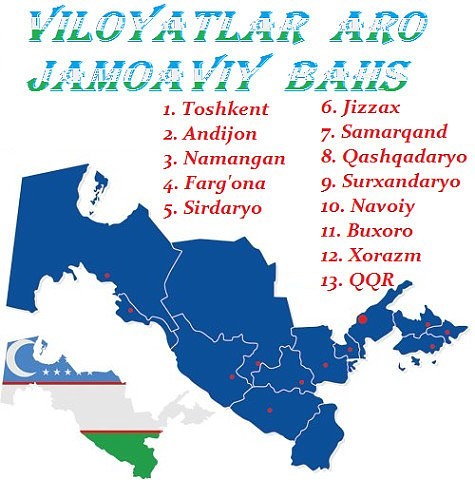 VILOYATLAR ARO
JAMOAVIY BAHS
1. Toshkent
2. Andijon
3. Namangan
4. Farg'ona
5. Sirdaryo
6. Jizzax
7. Samarqand
8. Qashqadaryo
9. Surxandaryo
10. Navoiy
11. Buxoro
12. Xorazm
13. QQR